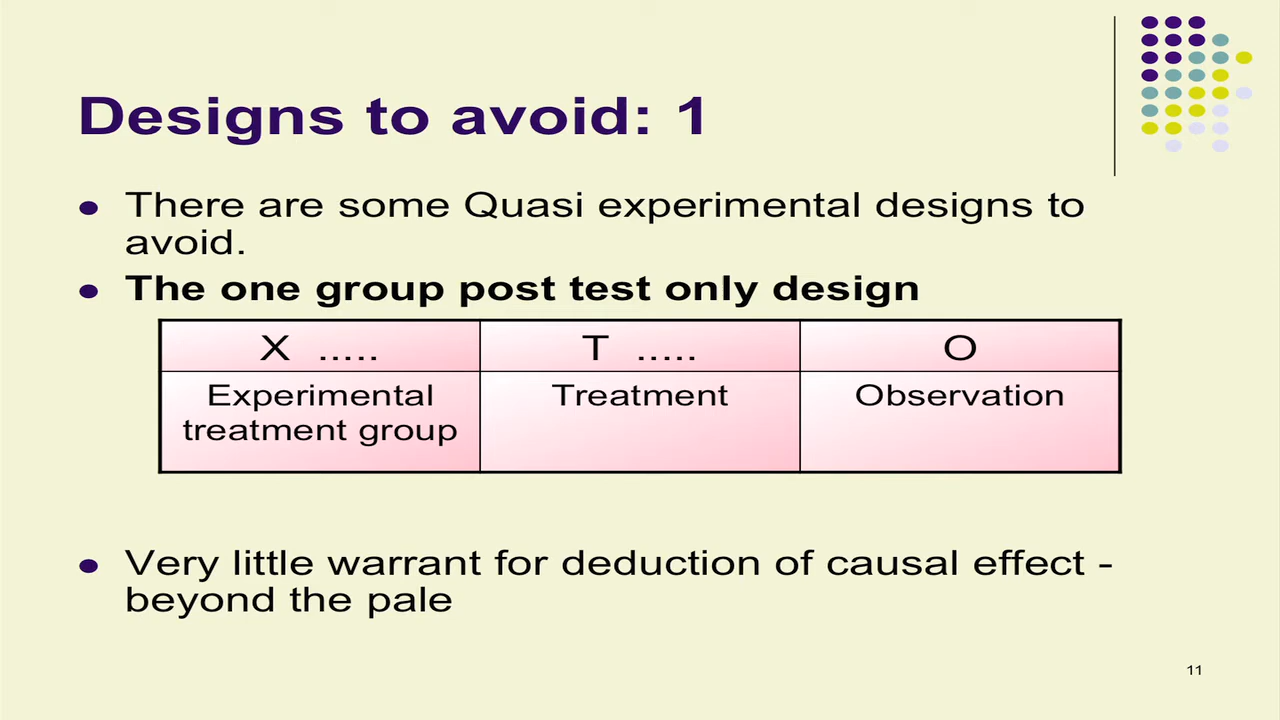 Designs to avoid: 1
There are some Quasi experimental designs to
avoid.
The one group post test only design
X ..... T ..... O
Experimental Treatment Observation
treatment group
Very little warrant for deduction of causal effect -
beyond the pale
11